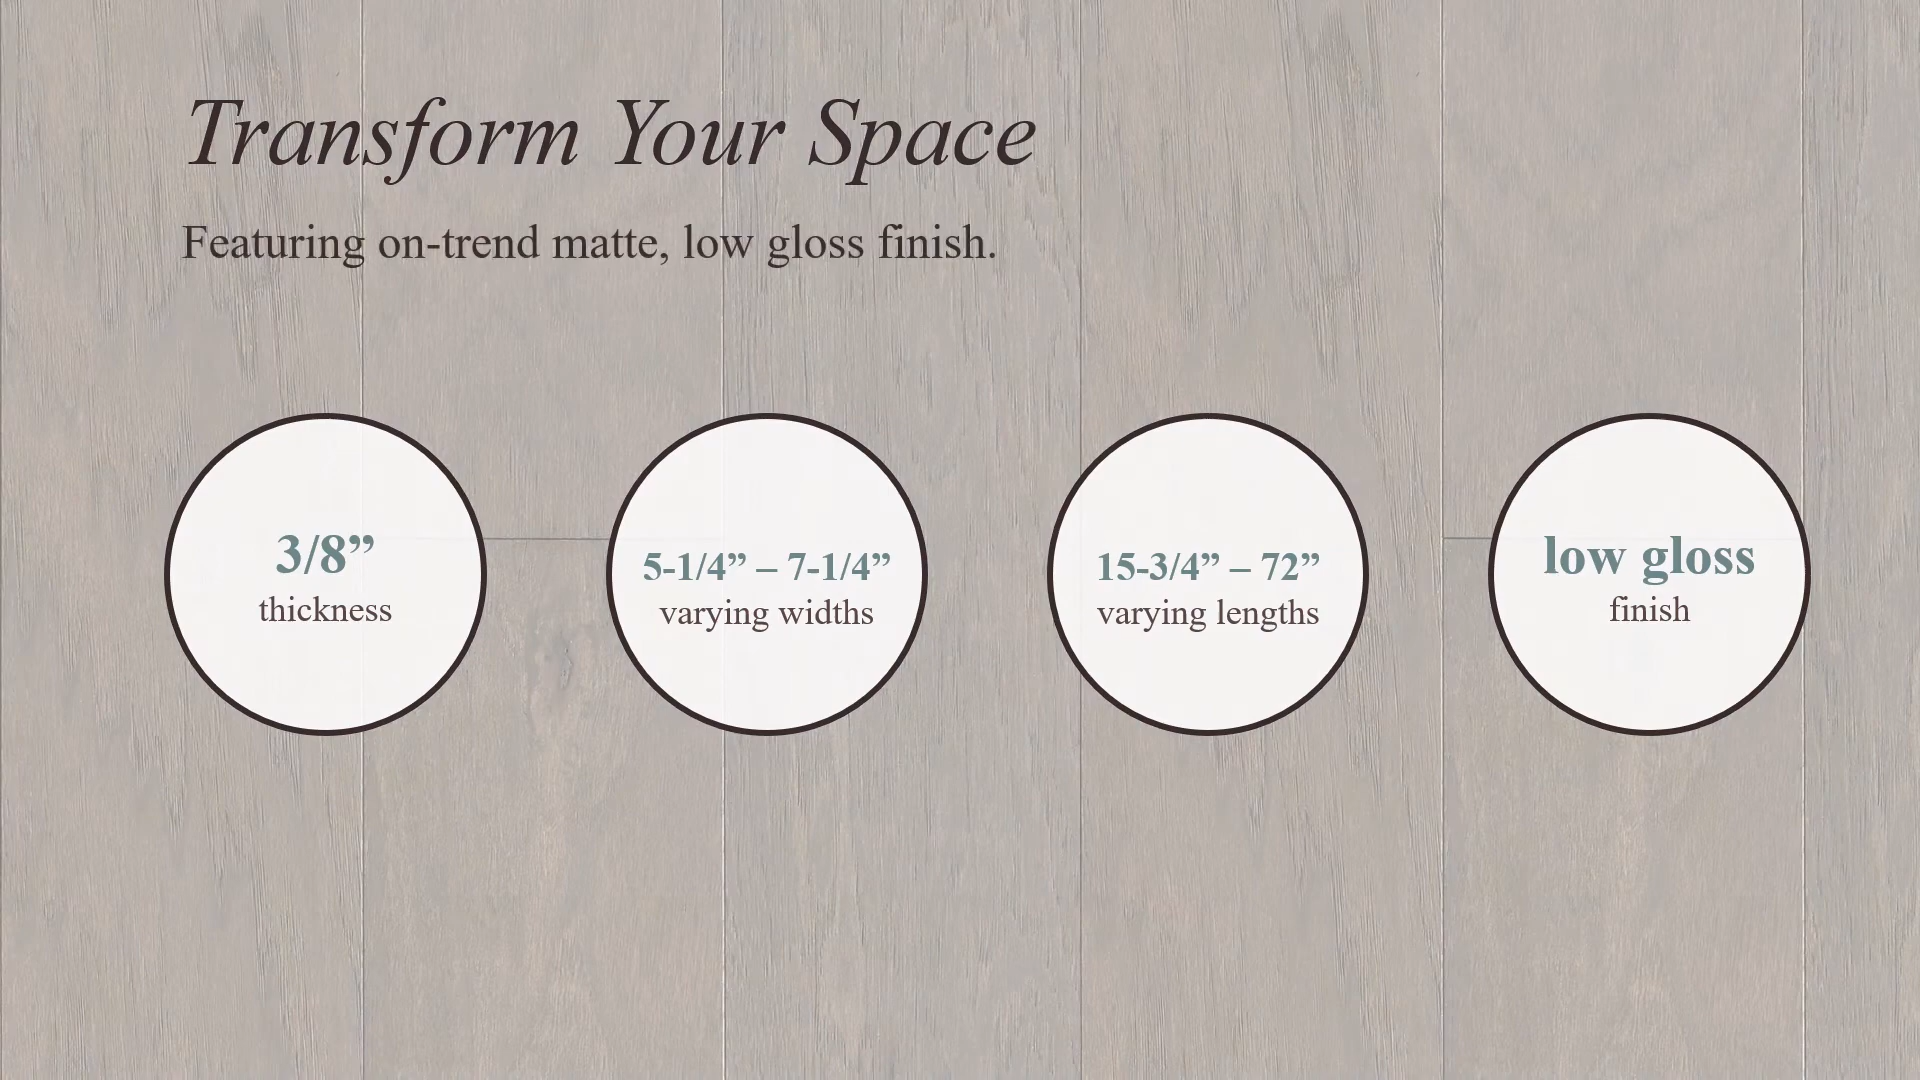 Transform Your Space
Featuring on-trend matte, low gloss finish.
3/8”
thickness
5-1/4” – 7-1/4”
varying widths
15-3/4” – 72”
varying lengths
low gloss
finish